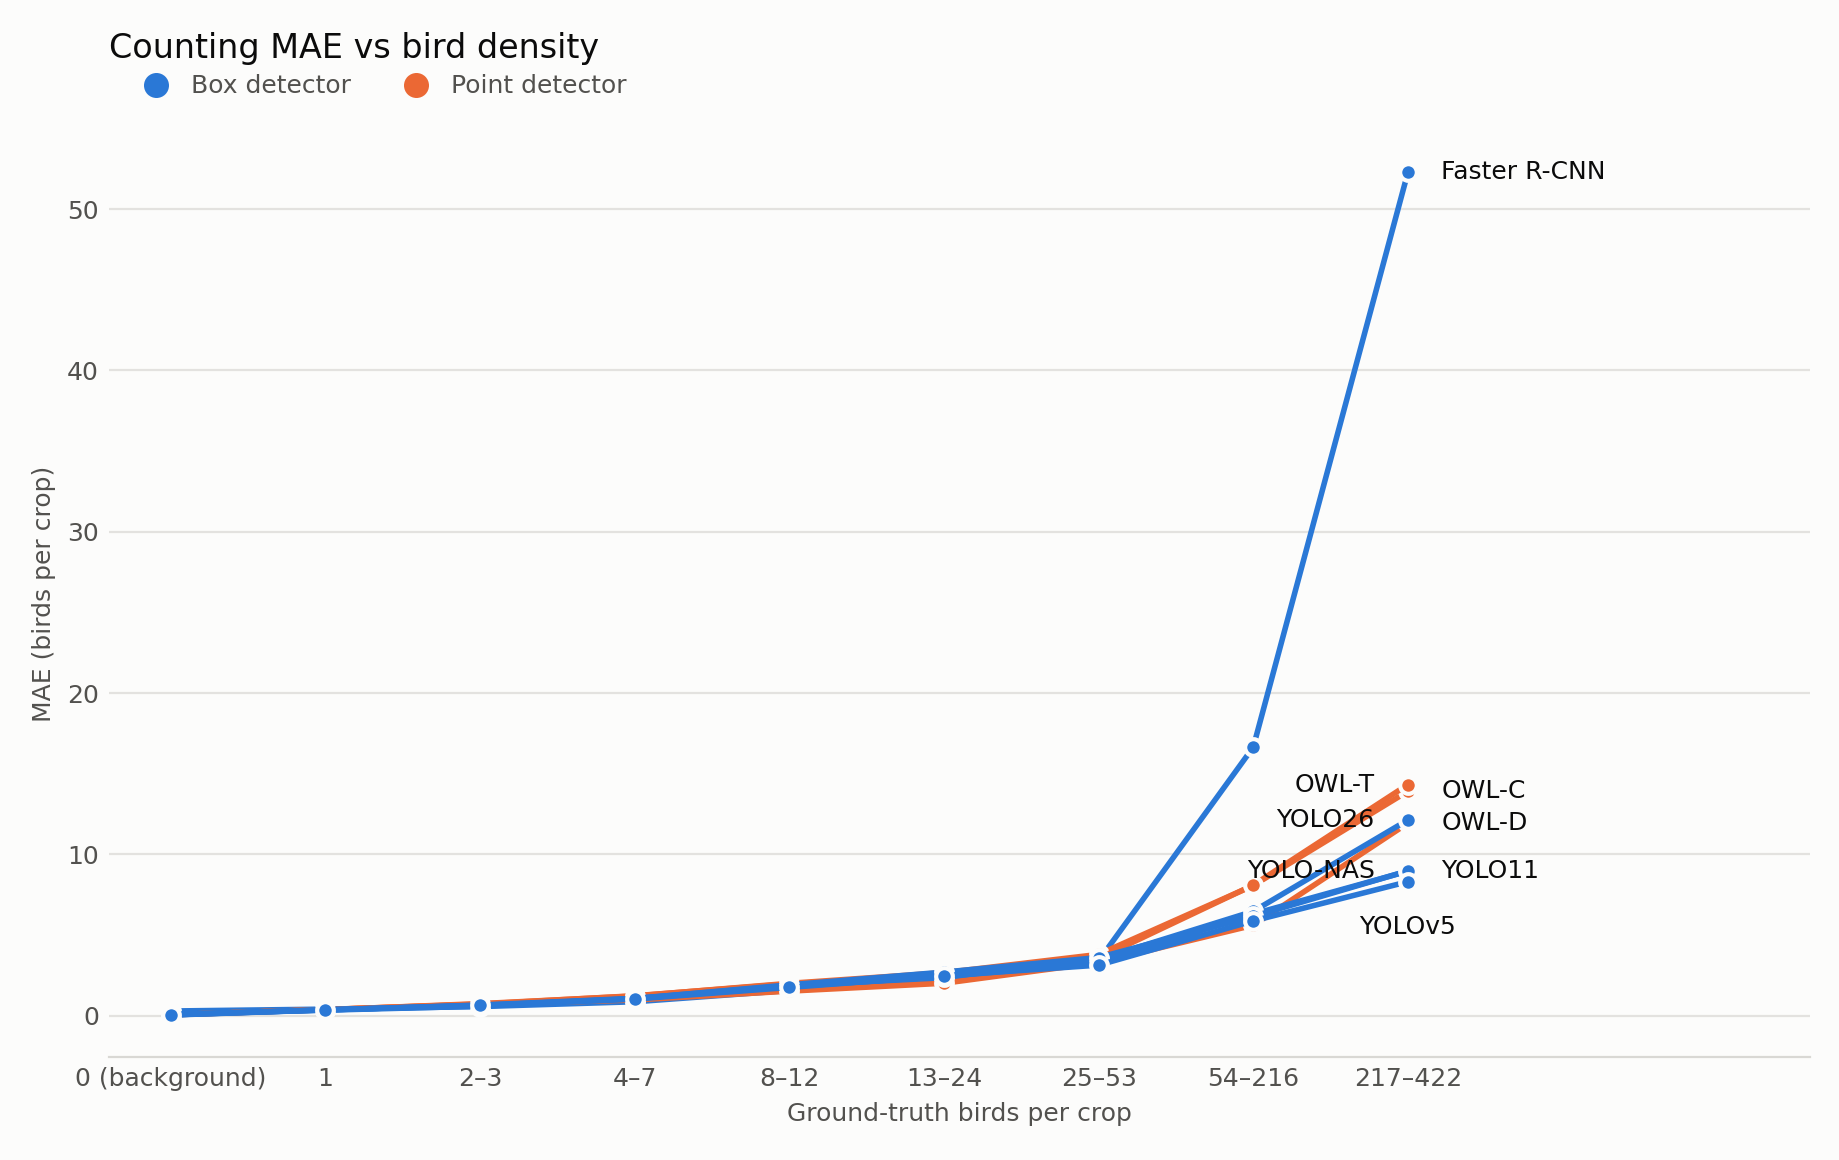 Counting MAE vs bird density
Box detector Point detector
Faster R-CNN
50
40
30
20
10
0
MAE (birds per crop)
OWL-T OWL-C
YOLO26 OWL-D
YOLO-NAS YOLO11
YOLOv5
0 (background) 1 2–3 4–7 8–12 13–24 25–53 54–216 217–422
Ground-truth birds per crop